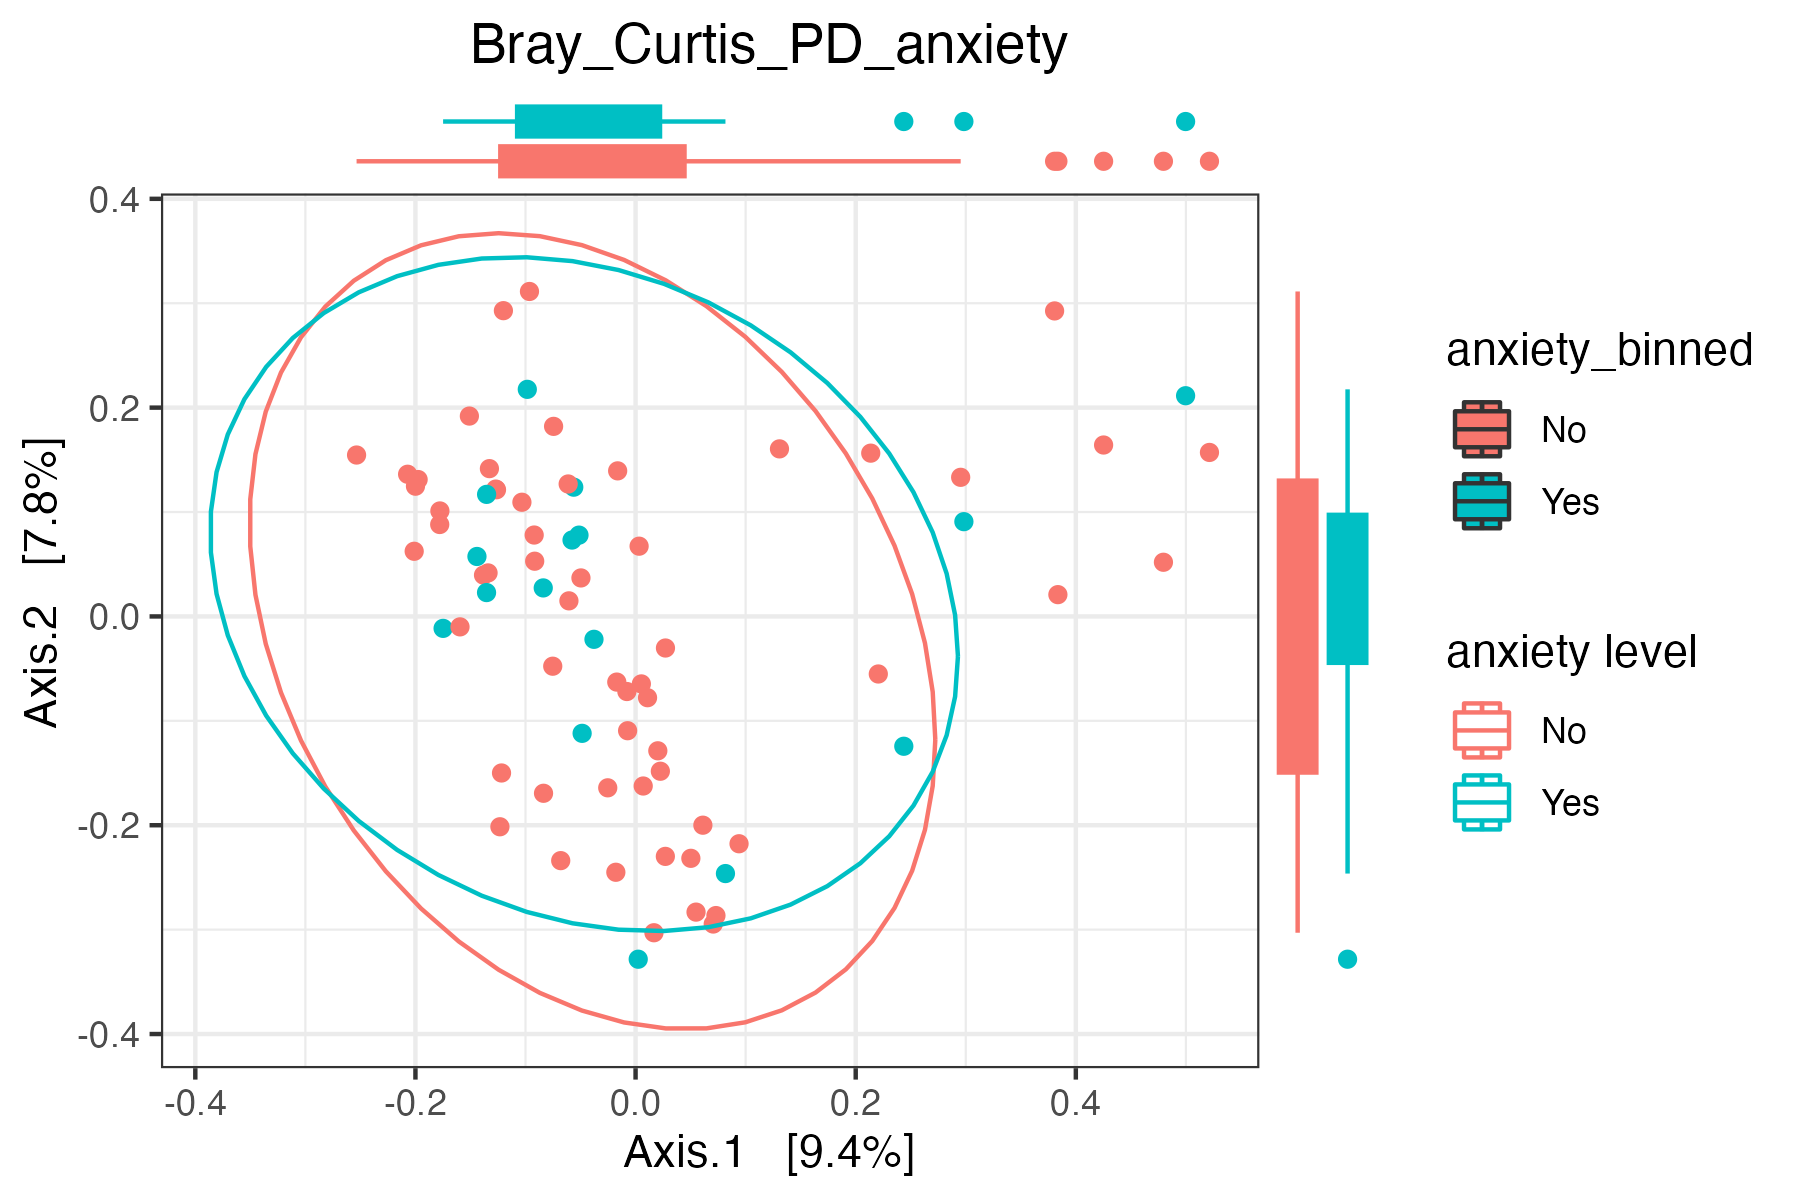 Bray_Curtis_PD_anxiety
0.4
0.2
0.0
-0.2
-0.4
Axis.2 [7.8%]
-0.4 -0.2 0.0 0.2 0.4
Axis.1 [9.4%]
anxiety_binned
No
Yes
anxiety level
No
Yes